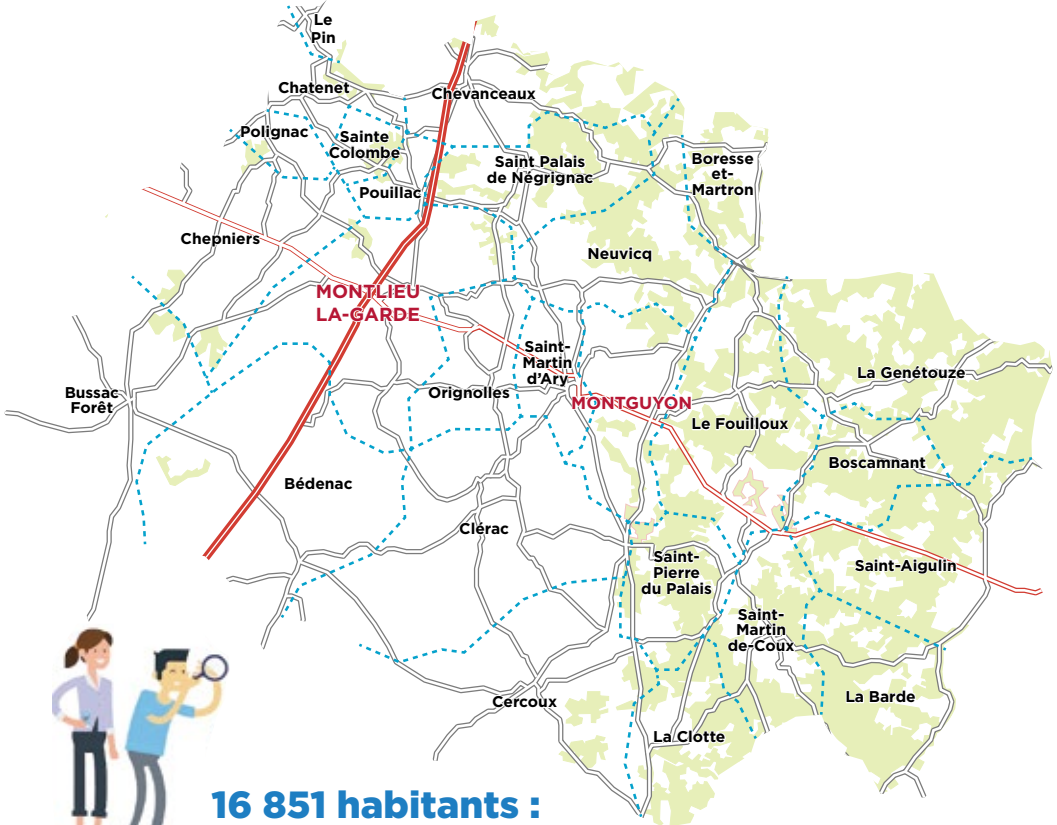 Le
Pin
Chatenet
Chevanceaux
Polignac
Sainte
Colombe
Saint Palais
de Négrignac
Boresse
et-
Martron
Pouillac
Chepniers
Neuvicq
MONTLIEU
LA-GARDE
Saint-
Martin
d'Ary
La Genétouze
Bussac
Forêt
Orignolles
MONTGUYON
Le Fouilloux
Boscamnant
Bédenac
Clérac
Saint-
Pierre
du Palais
Saint-Aigulin
Saint-
Martin
de-Coux
Cercoux
La Barde
La Clotte
16 851 habitants :